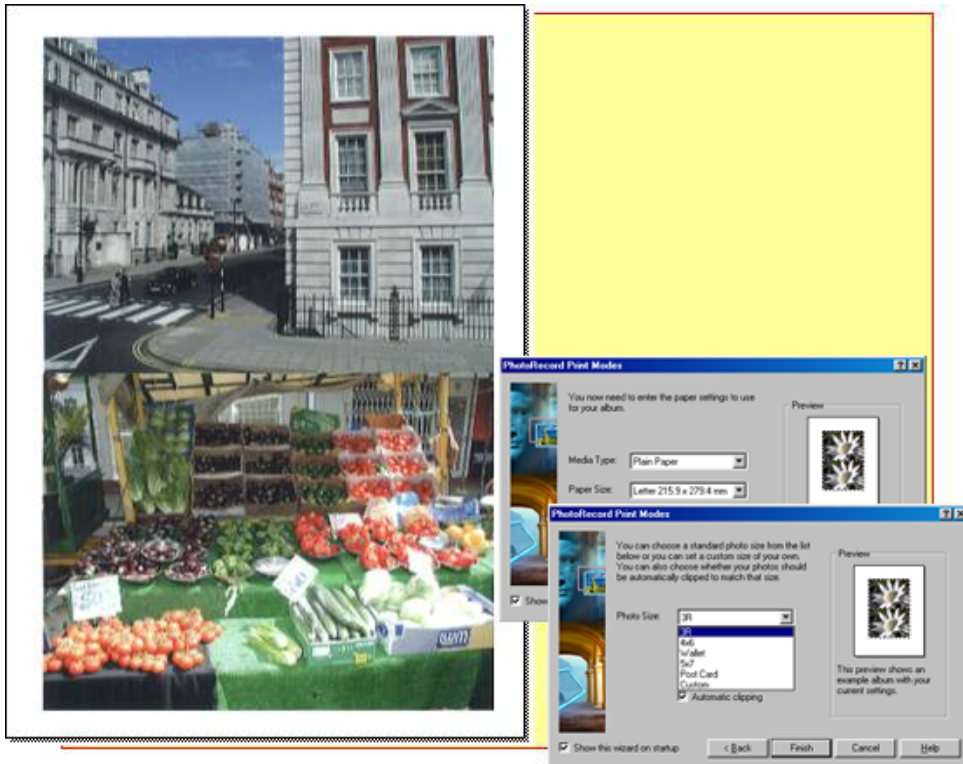 PhotoRecord Print Modes
You now need to enter the paper settings to use
for your album.
Preview
Media Type:
Plain Paper
Paper Size:
Letter 215.9 x 279.4 mm
Show
PhotoRecord Print Modes
You can choose a standard photo size from the list
below or you can set a custom size of your own.
You can also choose whether your photos should
be automatically clipped to match that size.
Preview
Photo Size:
3R
3R
4x6
Wallet
5x7
Post Card
Custom
Automatic clipping
This preview shows an
example album with your
current settings.
Show this wizard on startup
< Back
Finish
Cancel
Help